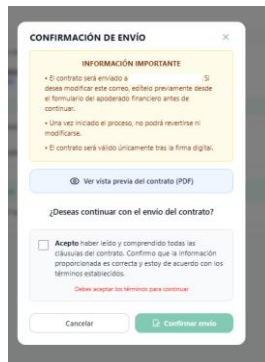 CONFIRMACIÓN DE ENVÍO
INFORMACIÓN IMPORTANTE
• El contrato será enviado a . Si
desea modificar este correo, edítelo previamente desde
el formulario del apoderado financiero antes de
continuar.
• Una vez iniciado el proceso, no podrá revertirse ni
modificarse.
• El contrato será válido únicamente tras la firma digital.
Ver vista previa del contrato (PDF)
¿Deseas continuar con el envío del contrato?
Acepto haber leído y comprendido todas las
cláusulas del contrato. Confirmo que la información
proporcionada es correcta y estoy de acuerdo con los
términos establecidos.
Debes aceptar los términos para continuar
Cancelar
Confirmar envío